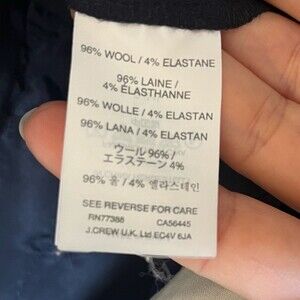 96% WOOL / 4% ELASTANE
96% LAINE /
4% ÉLASTHANNE
96% WOLLE / 4% ELASTAN
96% LANA / 4% ELASTAN
ウール 96% /
エラステーン 4%
96% 울 / 4% 엘라스테인
SEE REVERSE FOR CARE
RN77388 CA56445
J.CREW U.K. Ltd.EC4V 6JA